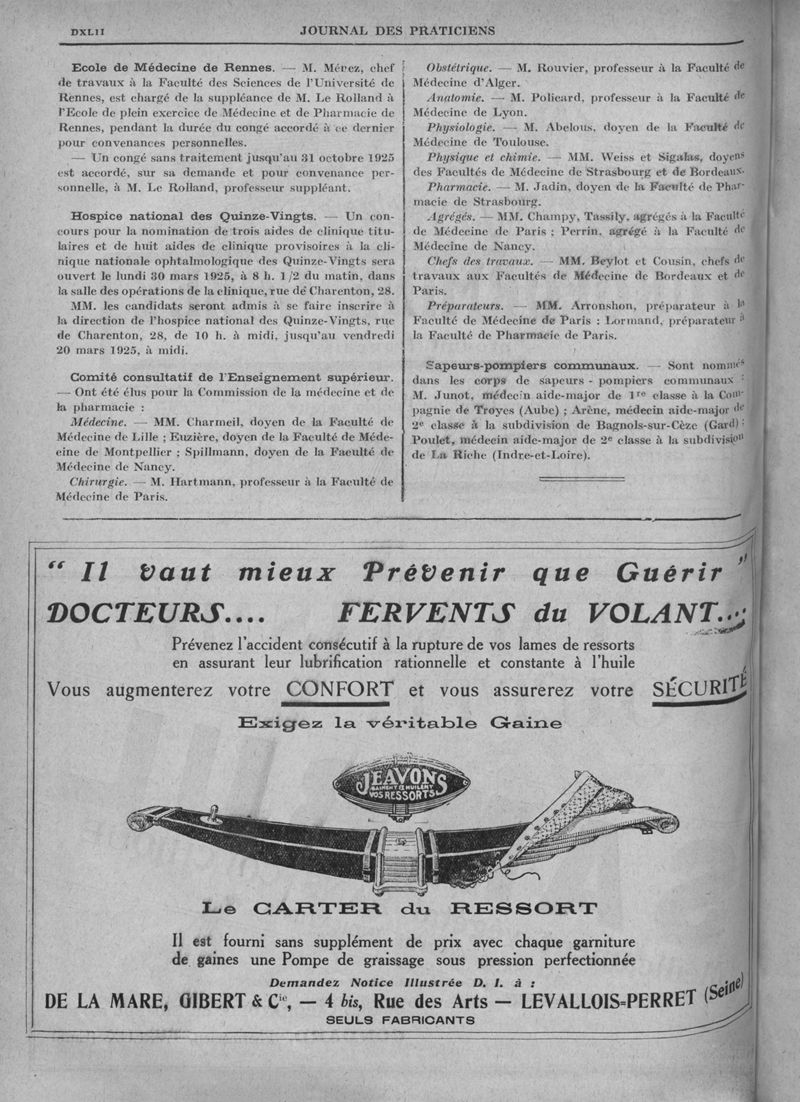 DXLII
JOURNAL DES PRATICIENS
Ecole de Médecine de Rennes. — M. Mérez, chef
de travaux à la Faculté des Sciences de l'Université de
Rennes, est chargé de la suppléance de M. Le Rolland à
l'Ecole de plein exercice de Médecine et de Pharmacie de
Rennes, pendant la durée du congé accordé à ce dernier
pour convenances personnelles.
— Un congé sans traitement jusqu'au 31 octobre 1925
est accordé, sur sa demande et pour convenance per-
sonnelle, à M. Le Rolland, professeur suppléant.
Hospice national des Quinze-Vingts. — Un con-
cours pour la nomination de trois aides de clinique titu-
laires et de huit aides de clinique provisoires à la cli-
nique nationale ophtalmologique des Quinze-Vingts sera
ouvert le lundi 30 mars 1925, à 8 h. 1/2 du matin, dans
la salle des opérations de la clinique, rue de Charenton, 28.
MM. les candidats seront admis à se faire inscrire à
la direction de l'hospice national des Quinze-Vingts, rue
de Charenton, 28, de 10 h. à midi, jusqu'au vendredi
20 mars 1925, à midi.
Comité consultatif de l'Enseignement supérieur.
— Ont été élus pour la Commission de la médecine et de
la pharmacie :
Médecine. — MM. Charmeil, doyen de la Faculté de
Médecine de Lille ; Euzière, doyen de la Faculté de Méde-
cine de Montpellier ; Spillmann, doyen de la Faculté de
Médecine de Nancy.
Chirurgie. — M. Hartmann, professeur à la Faculté de
Médecine de Paris.
Obstétrique. — M. Rouvier, professeur à la Faculté de
Médecine d'Alger.
Anatomie. — M. Policard, professeur à la Faculté de
Médecine de Lyon.
Physiologie. — M. Abelous, doyen de la Faculté de
Médecine de Toulouse.
Physique et chimie. — MM. Weiss et Sigalas, doyens
des Facultés de Médecine de Strasbourg et de Bordeaux.
Pharmacie. — M. Jadin, doyen de la Faculté de Phar-
macie de Strasbourg.
Agrégés. — MM. Champy, Tassily, agrégés à la Faculté
de Médecine de Paris ; Perrin, agrégé à la Faculté de
Médecine de Nancy.
Chefs des travaux. — MM. Beylot et Cousin, chefs de
travaux aux Facultés de Médecine de Bordeaux et de
Paris.
Préparateurs. — MM. Arronshon, préparateur à la
Faculté de Médecine de Paris ; Lormand, préparateur à
la Faculté de Pharmacie de Paris.
Sapeurs-pompiers communaux. — Sont nommés
dans les corps de sapeurs-pompiers communaux :
M. Junot, médecin aide-major de 1re classe à la Com-
pagnie de Troyes (Aube) ; Arène, médecin aide-major de
2e classe à la subdivision de Bagnols-sur-Cèze (Gard) ;
Poulet, médecin aide-major de 2e classe à la subdivision
de La Riche (Indre-et-Loire).
“ Il Vaut mieux PréVenir que Guérir ”
DOCTEURS.... FERVENTS du VOLANT...;
Prévenez l'accident consécutif à la rupture de vos lames de ressorts
en assurant leur lubrification rationnelle et constante à l'huile
Vous augmenterez votre CONFORT et vous assurerez votre SÉCURITÉ
Exigez la véritable Gaine
JEAVONS
GAINENT ET HUILENT
VOS RESSORTS
Le CARTER du RESSORT
Il est fourni sans supplément de prix avec chaque garniture
de gaines une Pompe de graissage sous pression perfectionnée
Demandez Notice Illustrée D. I. à :
DE LA MARE, GIBERT & Cie, — 4 bis, Rue des Arts — LEVALLOIS-PERRET (Seine)
SEULS FABRICANTS